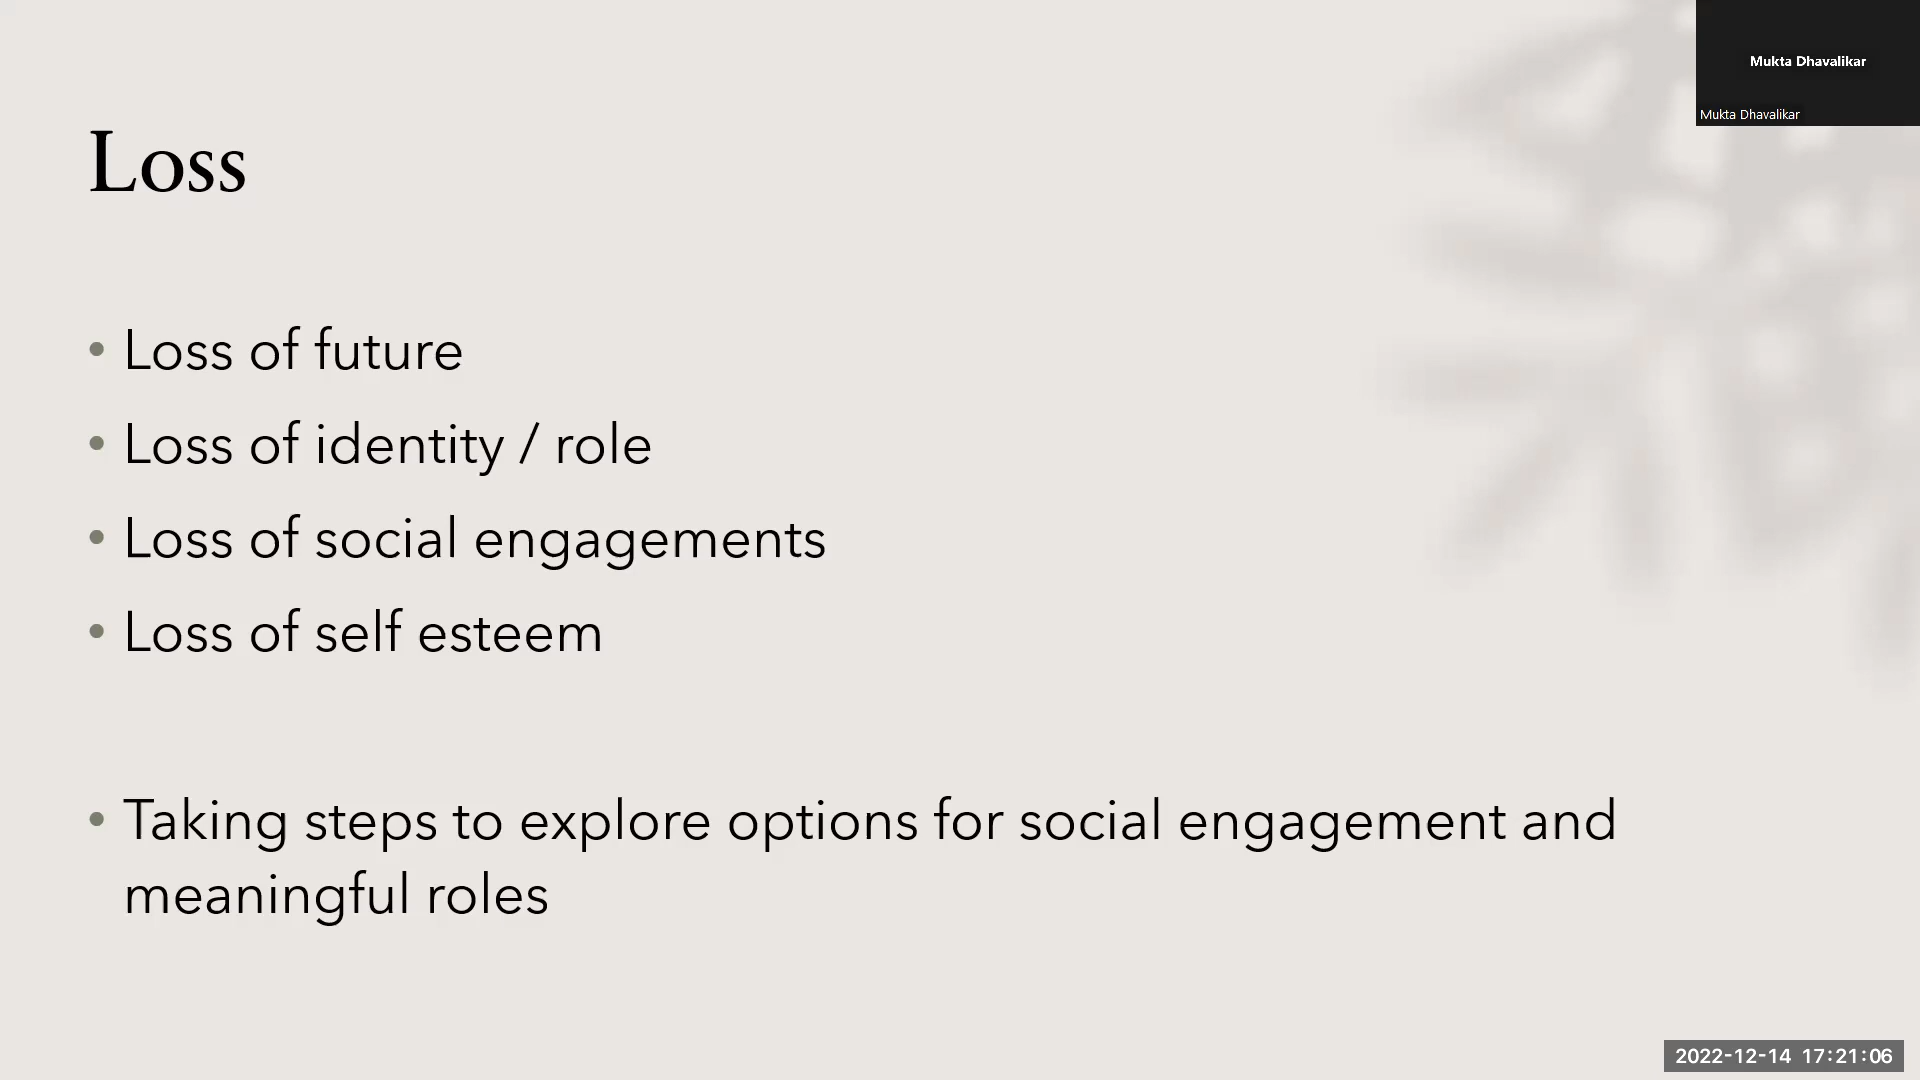 Mukta Dhavalikar
Mukta Dhavalikar
Loss
• Loss of future
• Loss of identity / role
• Loss of social engagements
• Loss of self esteem
• Taking steps to explore options for social engagement and
meaningful roles
2022-12-14 17:21:06